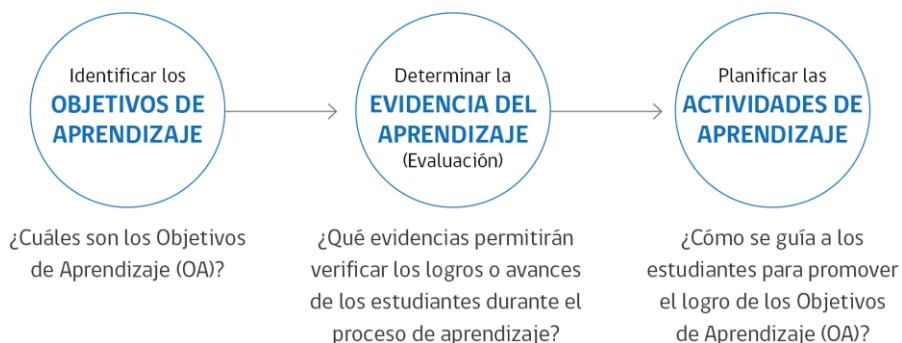 Identificar los
OBJETIVOS DE
APRENDIZAJE
Determinar la
EVIDENCIA DEL
APRENDIZAJE
(Evaluación)
Planificar las
ACTIVIDADES DE
APRENDIZAJE
¿Cuáles son los Objetivos
de Aprendizaje (OA)?
¿Qué evidencias permitirán
verificar los logros o avances
de los estudiantes durante el
proceso de aprendizaje?
¿Cómo se guía a los
estudiantes para promover
el logro de los Objetivos
de Aprendizaje (OA)?